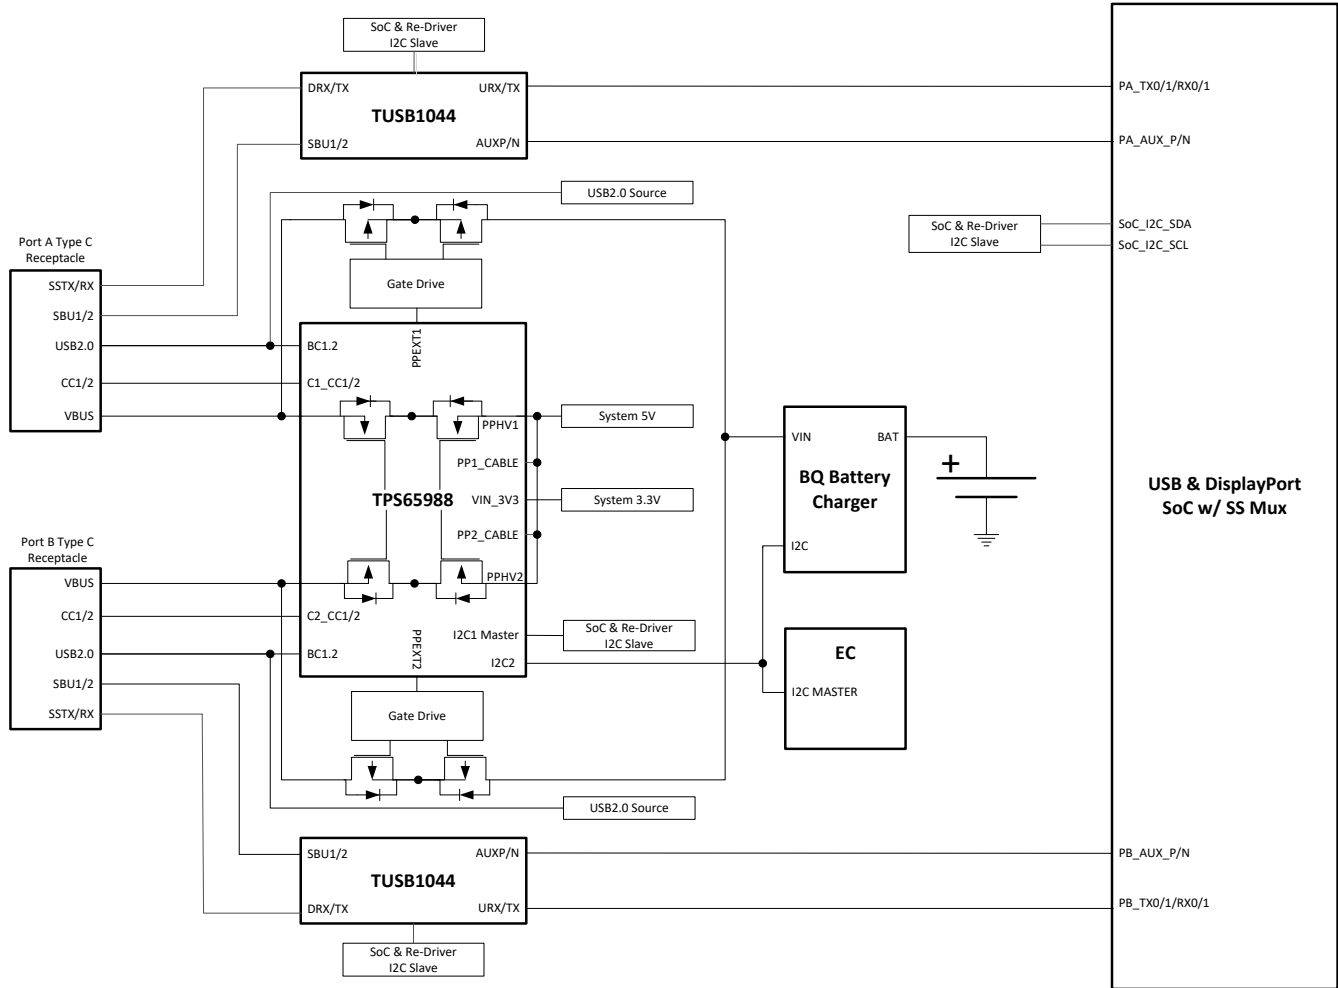 SoC & Re-Driver
I2C Slave
DRX/TX
URX/TX
TUSB1044
SBU1/2
AUXP/N
PA_TX0/1/RX0/1
PA_AUX_P/N
USB2.0 Source
SoC & Re-Driver
I2C Slave
SoC_I2C_SDA
SoC_I2C_SCL
Port A Type C
Receptacle
SSTX/RX
SBU1/2
USB2.0
CC1/2
VBUS
Gate Drive
PPEXT1
BC1.2
C1_CC1/2
PPHV1
System 5V
PP1_CABLE
TPS65988
VIN_3V3
System 3.3V
PP2_CABLE
PPHV2
C2_CC1/2
BC1.2
PPEXT2
I2C1 Master
SoC & Re-Driver
I2C Slave
I2C2
VIN
BAT
BQ Battery
Charger
I2C
+
EC
I2C MASTER
USB & DisplayPort
SoC w/ SS Mux
Port B Type C
Receptacle
VBUS
CC1/2
USB2.0
SBU1/2
SSTX/RX
Gate Drive
USB2.0 Source
SBU1/2
AUXP/N
TUSB1044
DRX/TX
URX/TX
PB_AUX_P/N
PB_TX0/1/RX0/1
SoC & Re-Driver
I2C Slave